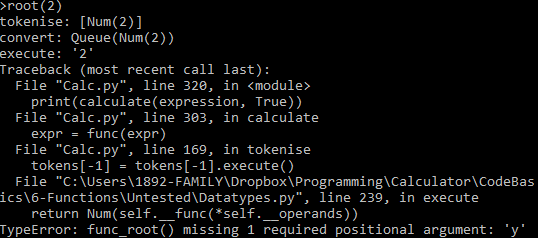 >root(2)
tokenise: [Num(2)]
convert: Queue(Num(2))
execute: '2'
Traceback (most recent call last):
  File "Calc.py", line 320, in <module>
    print(calculate(expression, True))
  File "Calc.py", line 303, in calculate
    expr = func(expr)
  File "Calc.py", line 169, in tokenise
    tokens[-1] = tokens[-1].execute()
  File "C:\Users\1892-FAMILY\Dropbox\Programming\Calculator\CodeBas
ics\6-Functions\Untested\Datatypes.py", line 239, in execute
    return Num(self.__func(*self.__operands))
TypeError: func_root() missing 1 required positional argument: 'y'